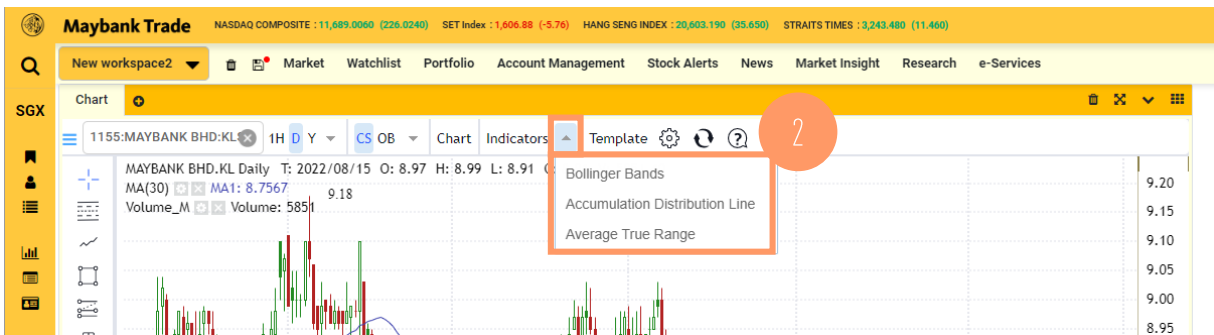 Maybank Trade NASDAQ COMPOSITE : 11,689.0060 (226.0240) SET Index : 1,606.88 (-5.76) HANG SENG INDEX : 20,603.190 (35.650) STRAITS TIMES : 3,243.480 (11.460)
New workspace2 Market Watchlist Portfolio Account Management Stock Alerts News Market Insight Research e-Services
SGX
Chart
1155:MAYBANK BHD:KL 1H D Y CS OB Chart Indicators Template ?
2
MAYBANK BHD.KL Daily T: 2022/08/15 O: 8.97 H: 8.99 L: 8.91
MA(30) MA1: 8.7567
Volume_M Volume: 5851
9.18
Bollinger Bands
Accumulation Distribution Line
Average True Range
9.20
9.15
9.10
9.05
9.00
8.95